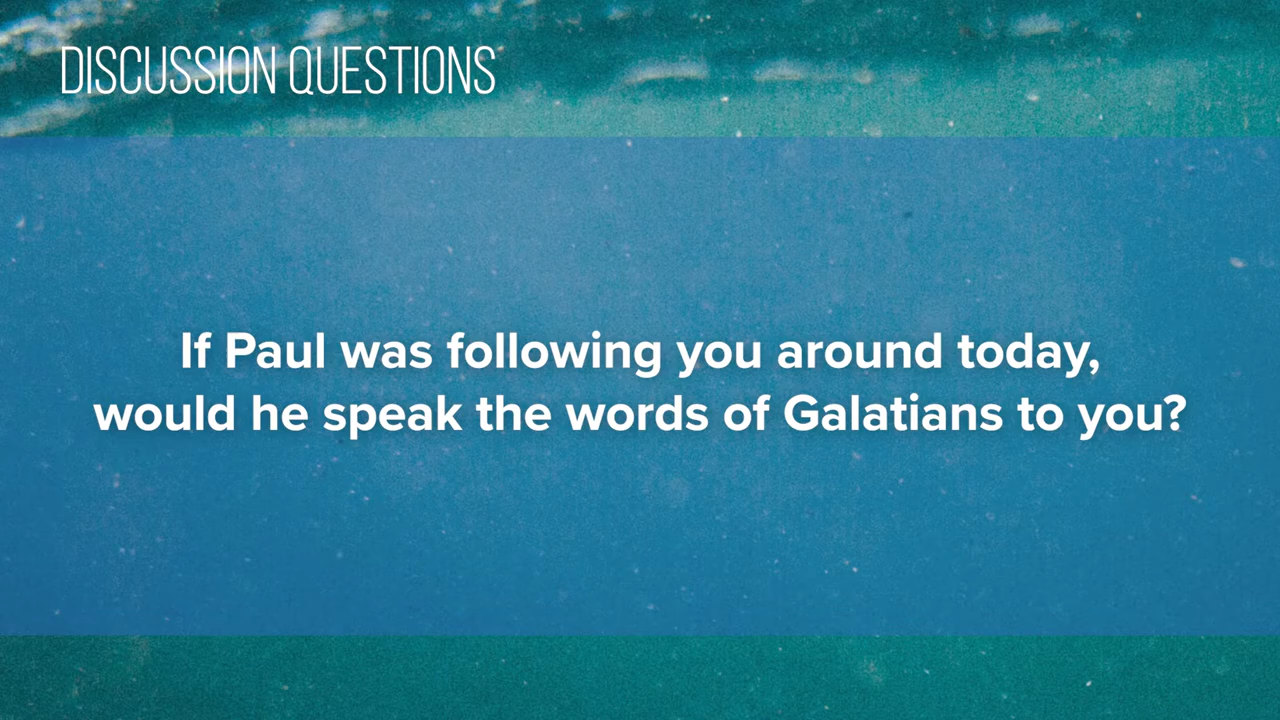 DISCUSSION QUESTIONS
If Paul was following you around today,
would he speak the words of Galatians to you?